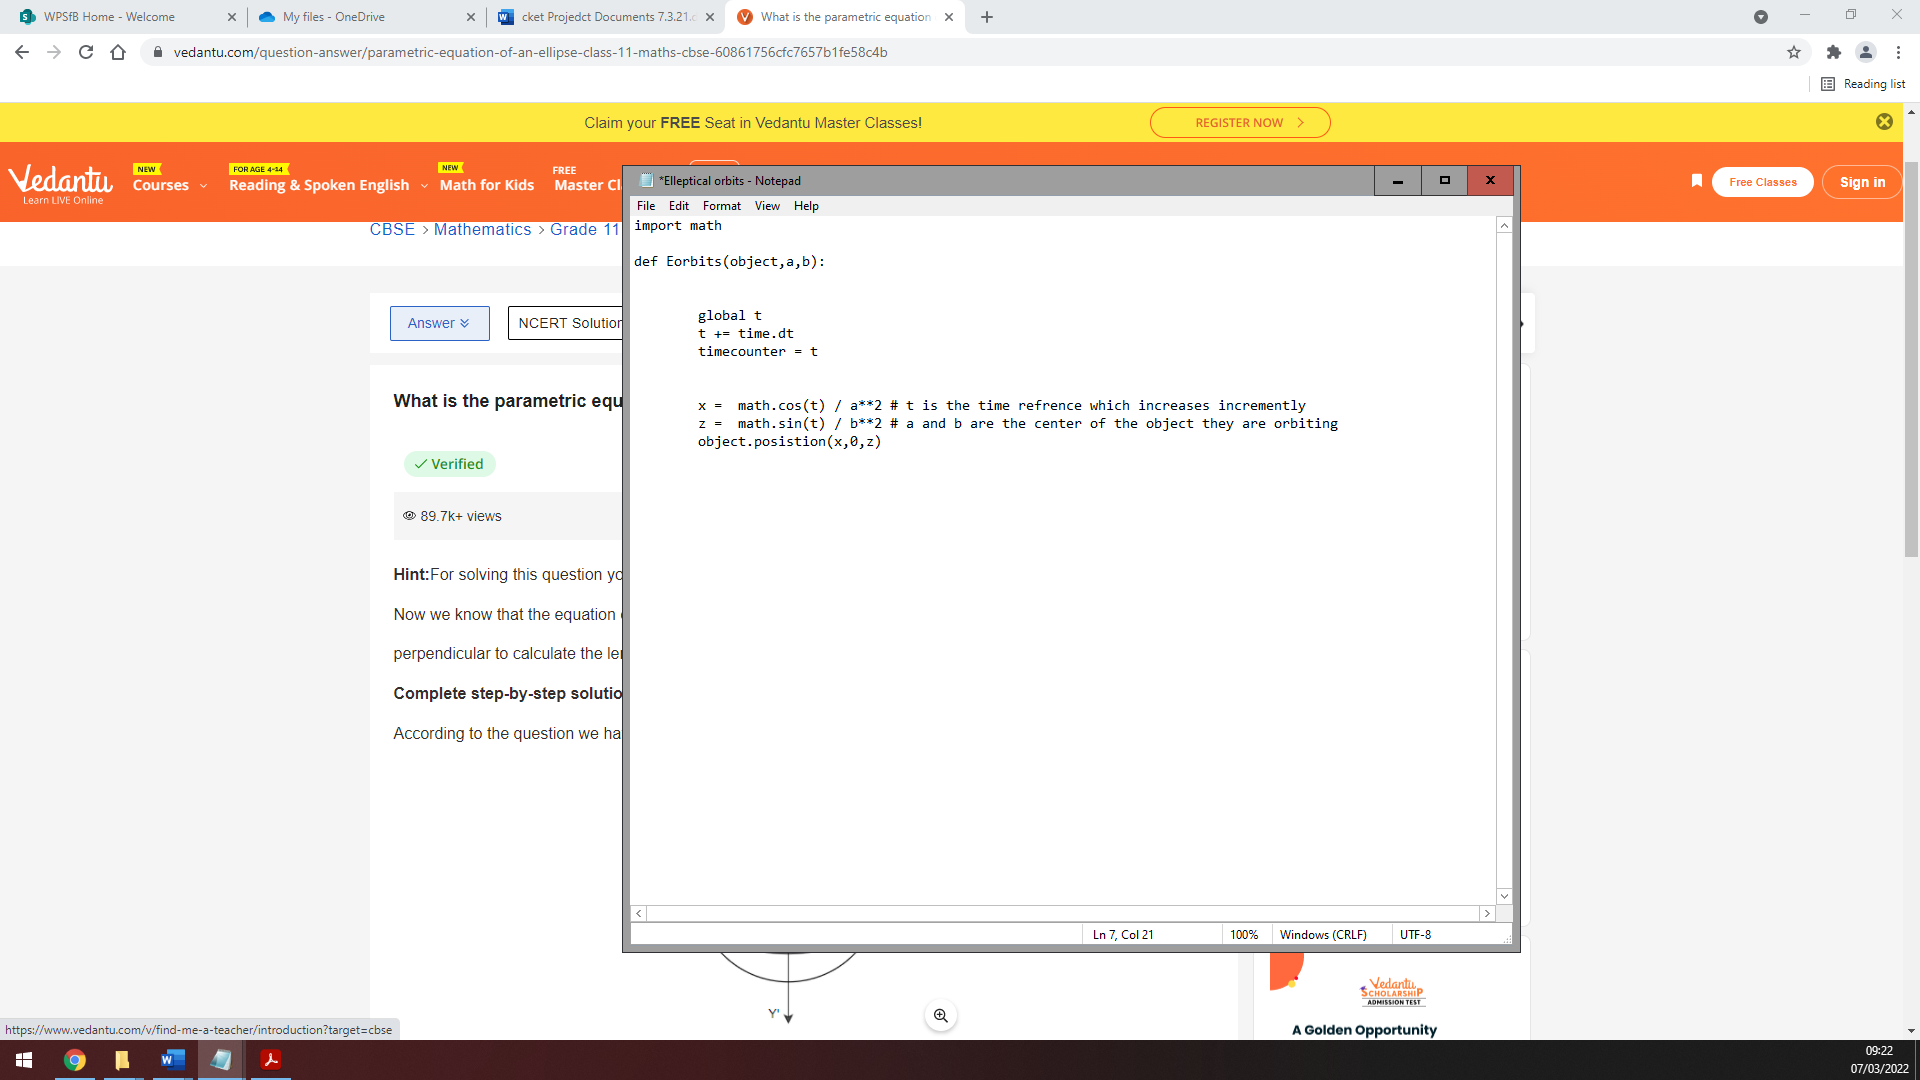 WPSfB Home - Welcome
My files - OneDrive
cket Projedct Documents 7.3.21.
What is the parametric equation
vedantu.com/question-answer/parametric-equation-of-an-ellipse-class-11-maths-cbse-60861756cfc7657b1fe58c4b
Reading list
Claim your FREE Seat in Vedantu Master Classes!
REGISTER NOW
Vedantu
Learn LIVE Online
NEW
Courses
FOR AGE 4-14
Reading & Spoken English
NEW
Math for Kids
FREE
Master Cl
Free Classes
Sign in
CBSE > Mathematics > Grade 11
Answer
NCERT Solution
What is the parametric equ
Verified
89.7k+ views
Hint:For solving this question yo
Now we know that the equation
perpendicular to calculate the le
Complete step-by-step solutio
According to the question we ha
*Elleptical orbits - Notepad
File Edit Format View Help
import math
def Eorbits(object,a,b):
global t
t += time.dt
timecounter = t
x =  math.cos(t) / a**2 # t is the time refrence which increases incremently
z =  math.sin(t) / b**2 # a and b are the center of the object they are orbiting
object.posistion(x,0,z)
Ln 7, Col 21
100%
Windows (CRLF)
UTF-8
Y'
Vedantu
SCHOLARSHIP
ADMISSION TEST
A Golden Opportunity
https://www.vedantu.com/v/find-me-a-teacher/introduction?target=cbse
09:22
07/03/2022